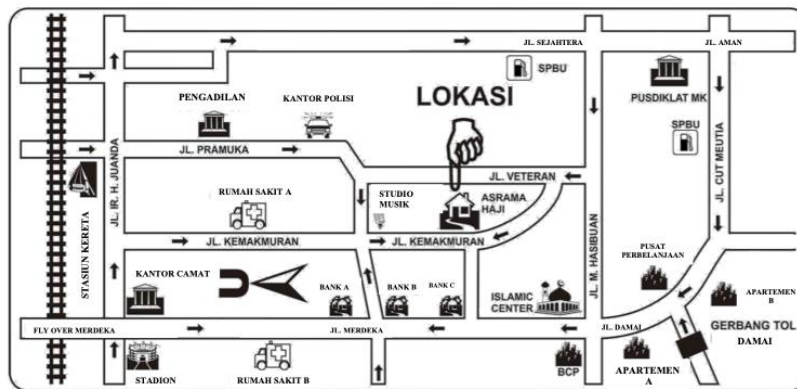 JL. SEJAHTERA
JL. AMAN
SPBU
PUSDIKLAT MK
LOKASI
PENGADILAN
KANTOR POLISI
SPBU
JL. PRAMUKA
JL. VETERAN
JL. CUT MEUTIA
JL. IR. H. JUANDA
STASIUN KERETA
RUMAH SAKIT A
STUDIO
MUSIK
ASRAMA
HAJI
JL. KEMAKMURAN
JL. KEMAKMURAN
JL. M. HASIBUAN
PUSAT
PERBELANJAAN
KANTOR CAMAT
U
BANK A
BANK B
BANK C
ISLAMIC
CENTER
APARTEMEN
B
FLY OVER MERDEKA
JL. MERDEKA
JL. DAMAI
GERBANG TOL
DAMAI
STADION
RUMAH SAKIT B
BCP
APARTEMEN
A